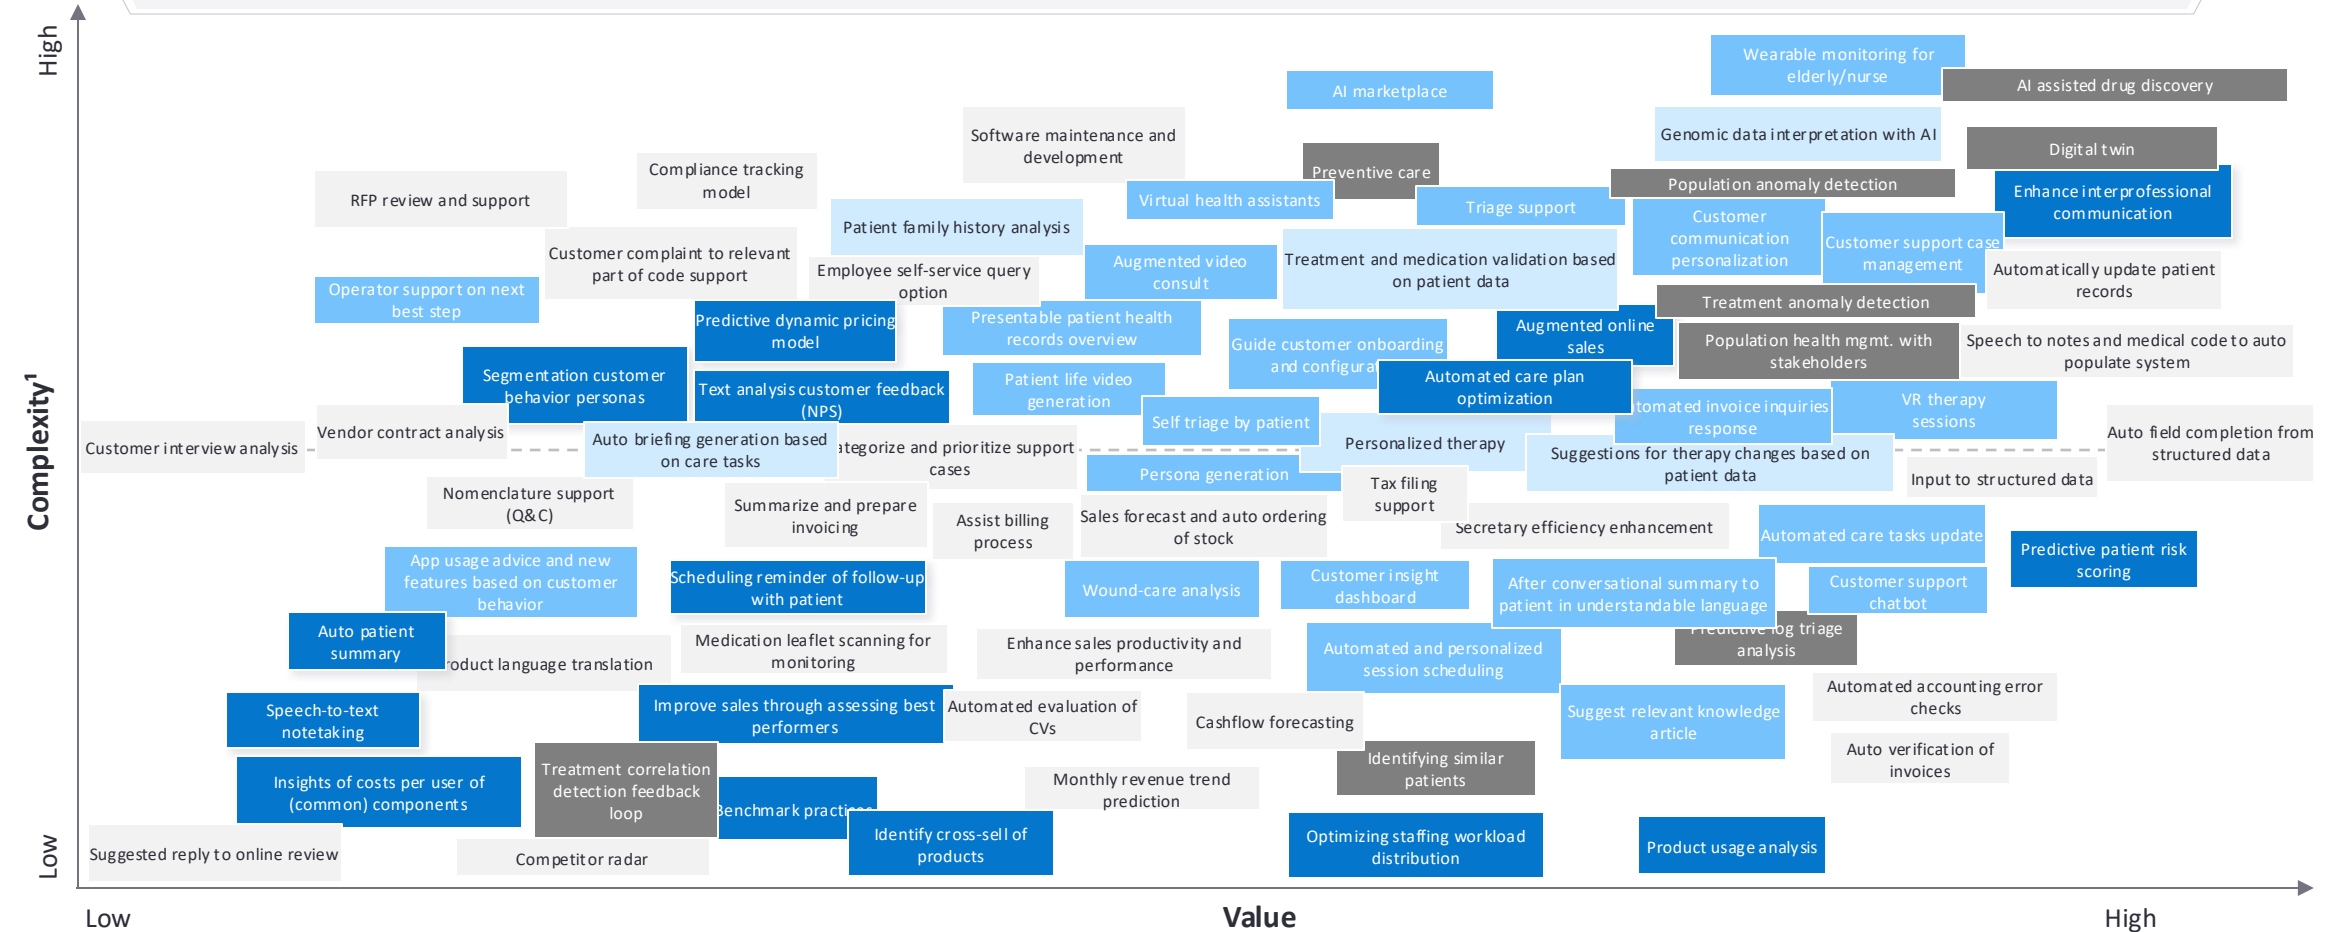 High
Wearable monitoring for
elderly/nurse
AI marketplace
AI assisted drug discovery
Software maintenance and
development
Genomic data interpretation with AI
Digital twin
Compliance tracking
model
Preventive care
Population anomaly detection
RFP review and support
Virtual health assistants
Triage support
Enhance interprofessional
communication
Patient family history analysis
Customer
communication
personalization
Customer support case
management
Customer complaint to relevant
part of code support
Employee self-service query
option
Augmented video
consult
Treatment and medication validation based
on patient data
Automatically update patient
records
Operator support on next
best step
Treatment anomaly detection
Predictive dynamic pricing
model
Presentable patient health
records overview
Augmented online
sales
Guide customer onboarding
and
Population health mgmt. with
stakeholders
Speech to notes and medical code to auto
populate system
Segmentation customer
behavior personas
Text analysis customer feedback
(NPS)
Patient life video
generation
Automated care plan
optimization
Self triage by patient
invoice inquiries
response
VR therapy
sessions
Complexity¹
Customer interview analysis
Vendor contract analysis
Auto briefing generation based
on care tasks
and prioritize support
cases
Personalized therapy
Suggestions for therapy changes based on
patient data
Auto field completion from
structured data
Persona generation
Input to structured data
Nomenclature support
(Q&C)
Summarize and prepare
invoicing
Assist billing
process
Sales forecast and auto ordering
of stock
Tax filing
support
Secretary efficiency enhancement
Automated care tasks update
Predictive patient risk
scoring
App usage advice and new
features based on customer
behavior
Scheduling reminder of follow-up
with patient
Wound-care analysis
Customer insight
dashboard
After conversational summary to
patient in understandable language
Customer support
chatbot
Auto patient
summary
language translation
Medication leaflet scanning for
monitoring
Enhance sales productivity and
performance
Automated and personalized
session scheduling
Predictive log triage
analysis
Speech-to-text
notetaking
Improve sales through assessing best
performers
Automated evaluation of
CVs
Cashflow forecasting
Suggest relevant knowledge
article
Automated accounting error
checks
Insights of costs per user of
(common) components
Treatment correlation
detection feedback
loop
Benchmark practices
Monthly revenue trend
prediction
Identifying similar
patients
Auto verification of
invoices
Low
Suggested reply to online review
Competitor radar
Identify cross-sell of
products
Optimizing staffing workload
distribution
Product usage analysis
Low
Value
High